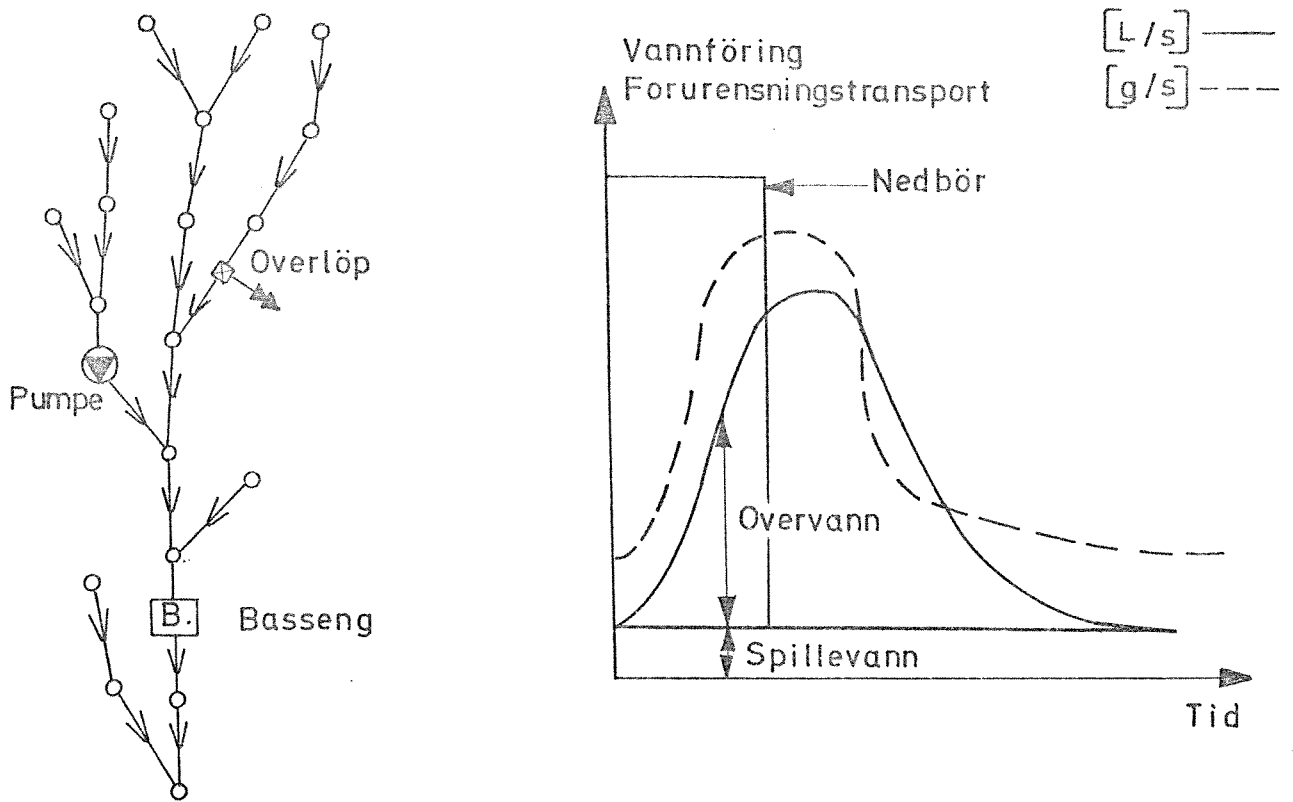 Overlöp
Pumpe
B.
Basseng
Vannföring
Forurensningstransport
[L/s]
[g/s]
Nedbör
Overvann
Spillevann
Tid